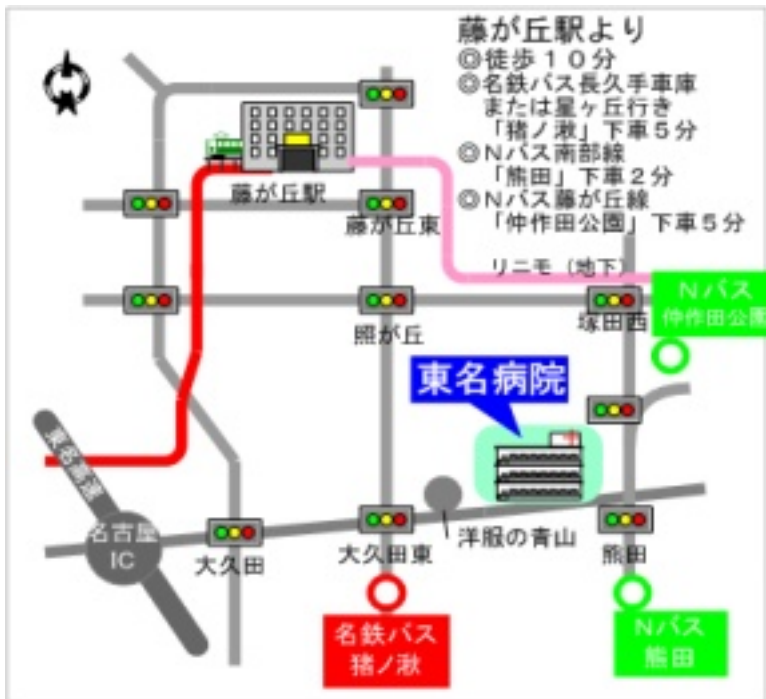 藤が丘駅より
◎徒歩10分
◎名鉄バス長久手車庫
または星ヶ丘行き
「猪ノ湫」下車5分
◎Nバス南部線
「熊田」下車2分
◎Nバス藤が丘線
「仲作田公園」下車5分
藤が丘駅
藤が丘東
リニモ（地下）
Nバス
仲作田公園
照が丘
塚田西
東名病院
東名高速
名古屋
IC
大久田
大久田東
洋服の青山
熊田
名鉄バス
猪ノ湫
Nバス
熊田